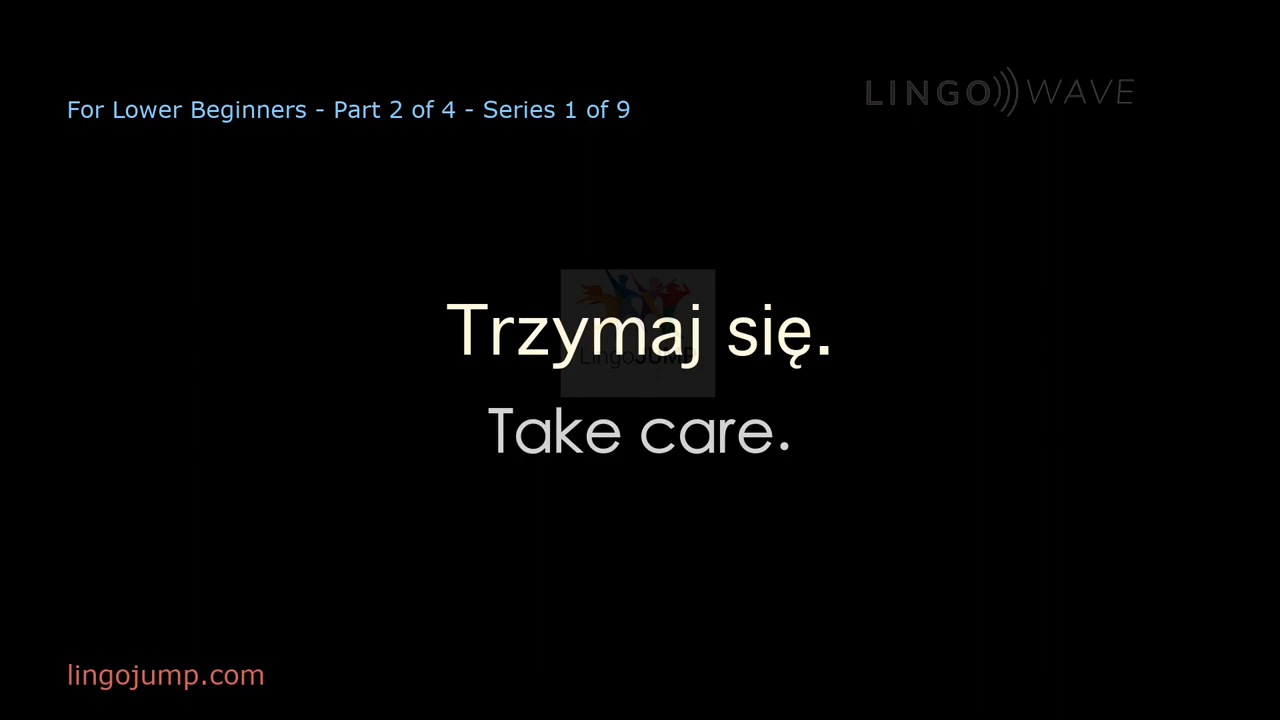 For Lower Beginners - Part 2 of 4 - Series 1 of 9
LINGO WAVE
Trzymaj się.
LingoJUMP
Take care.
lingojump.com